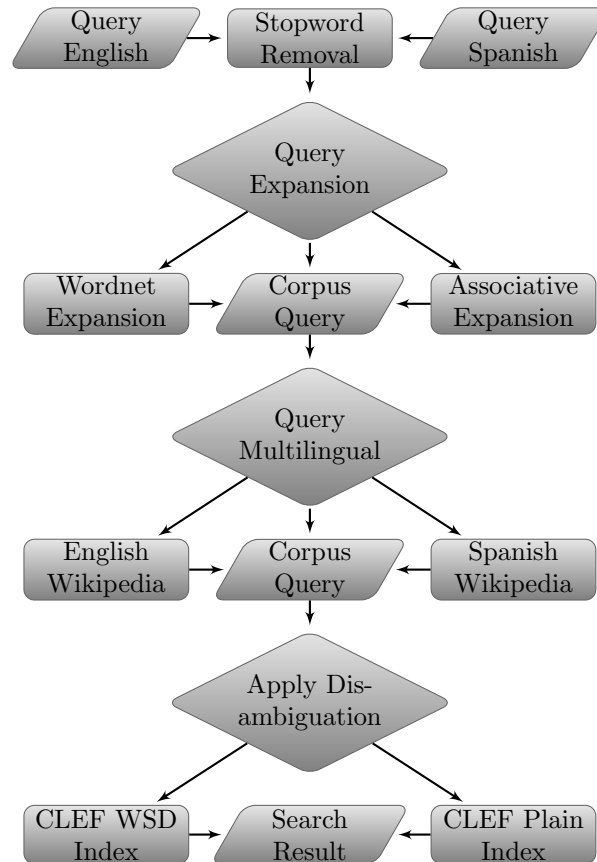 Query
English
Stopword
Removal
Query
Spanish
Query
Expansion
Wordnet
Expansion
Corpus
Query
Associative
Expansion
Query
Multilingual
English
Wikipedia
Corpus
Query
Spanish
Wikipedia
Apply Dis-
ambiguation
CLEF WSD
Index
Search
Result
CLEF Plain
Index